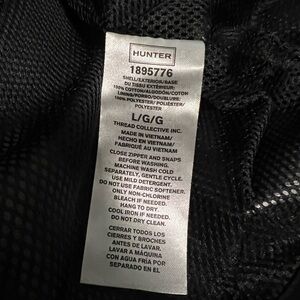 HUNTER
1895776
SHELL/EXTERIOR/BASE
DU TISSU EXTÉRIEUR:
100% COTTON/ALGODÓN/COTON
LINING/FORRO/DOUBLURE:
100% POLYESTER/ POLIÉSTER/
POLYESTER
L/G/G
THREAD COLLECTIVE INC.
MADE IN VIETNAM/
HECHO EN VIETNAM/
FABRIQUÉ AU VIETNAM
CLOSE ZIPPER AND SNAPS
BEFORE WASHING.
MACHINE WASH COLD
SEPARATELY, GENTLE CYCLE.
USE MILD DETERGENT.
DO NOT USE FABRIC SOFTENER.
ONLY NON-CHLORINE
BLEACH IF NEEDED.
HANG TO DRY.
COOL IRON IF NEEDED.
DO NOT DRY CLEAN.
CERRAR TODOS LOS
CIERRES Y BROCHES
ANTES DE LAVAR.
LAVAR A MÁQUINA
CON AGUA FRÍA POR
SEPARADO EN EL